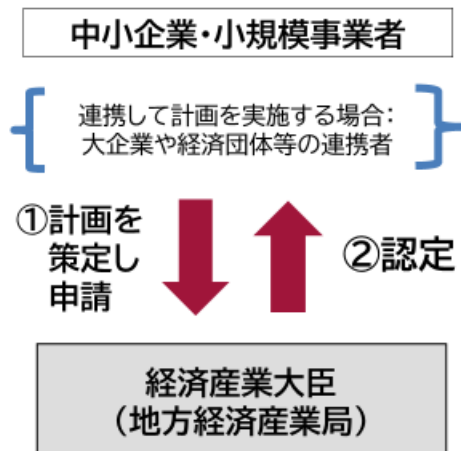 中小企業・小規模事業者
連携して計画を実施する場合：
大企業や経済団体等の連携者
①計画を
策定し
申請
②認定
経済産業大臣
（地方経済産業局）